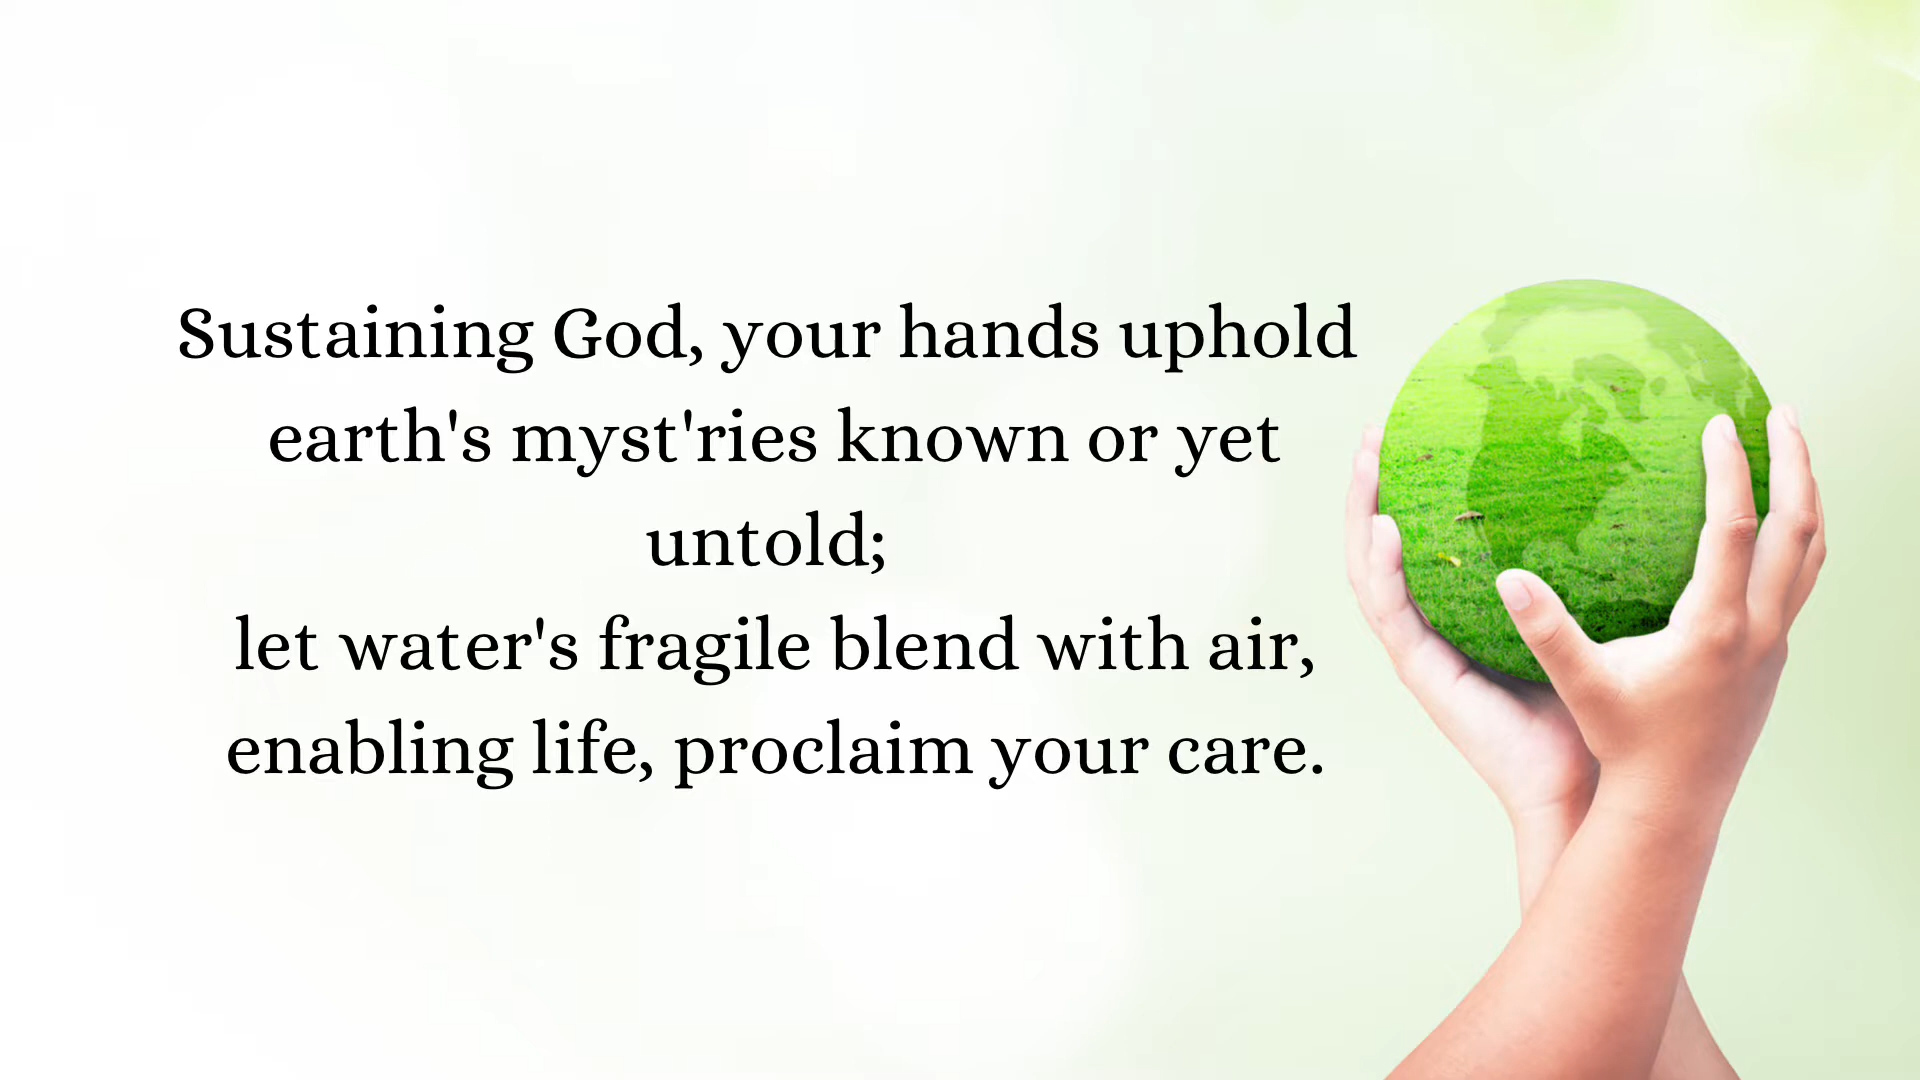 Sustaining God, your hands uphold
earth's myst'ries known or yet
untold;
let water's fragile blend with air,
enabling life, proclaim your care.